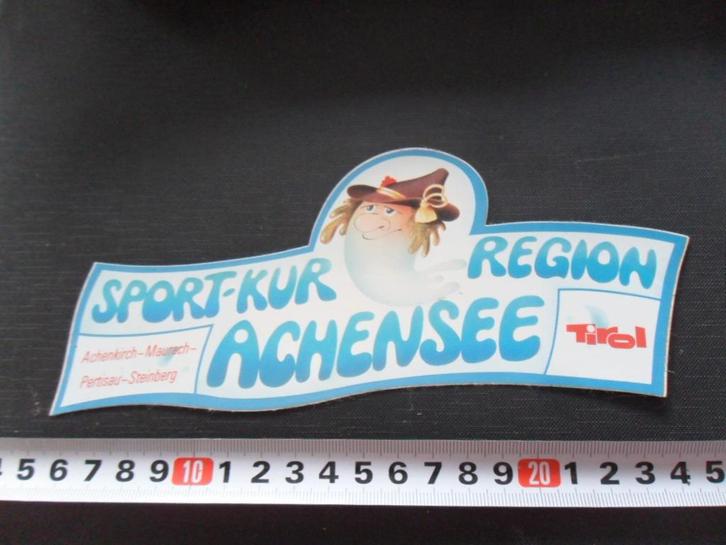 SPORT-KUR REGION
ACHENSEE
Achenkirch–Maurach–
Pertisau–Steinberg
Tirol
5 6 7 8 9 10 1 2 3 4 5 6 7 8 9 20 1 2 3 4 5